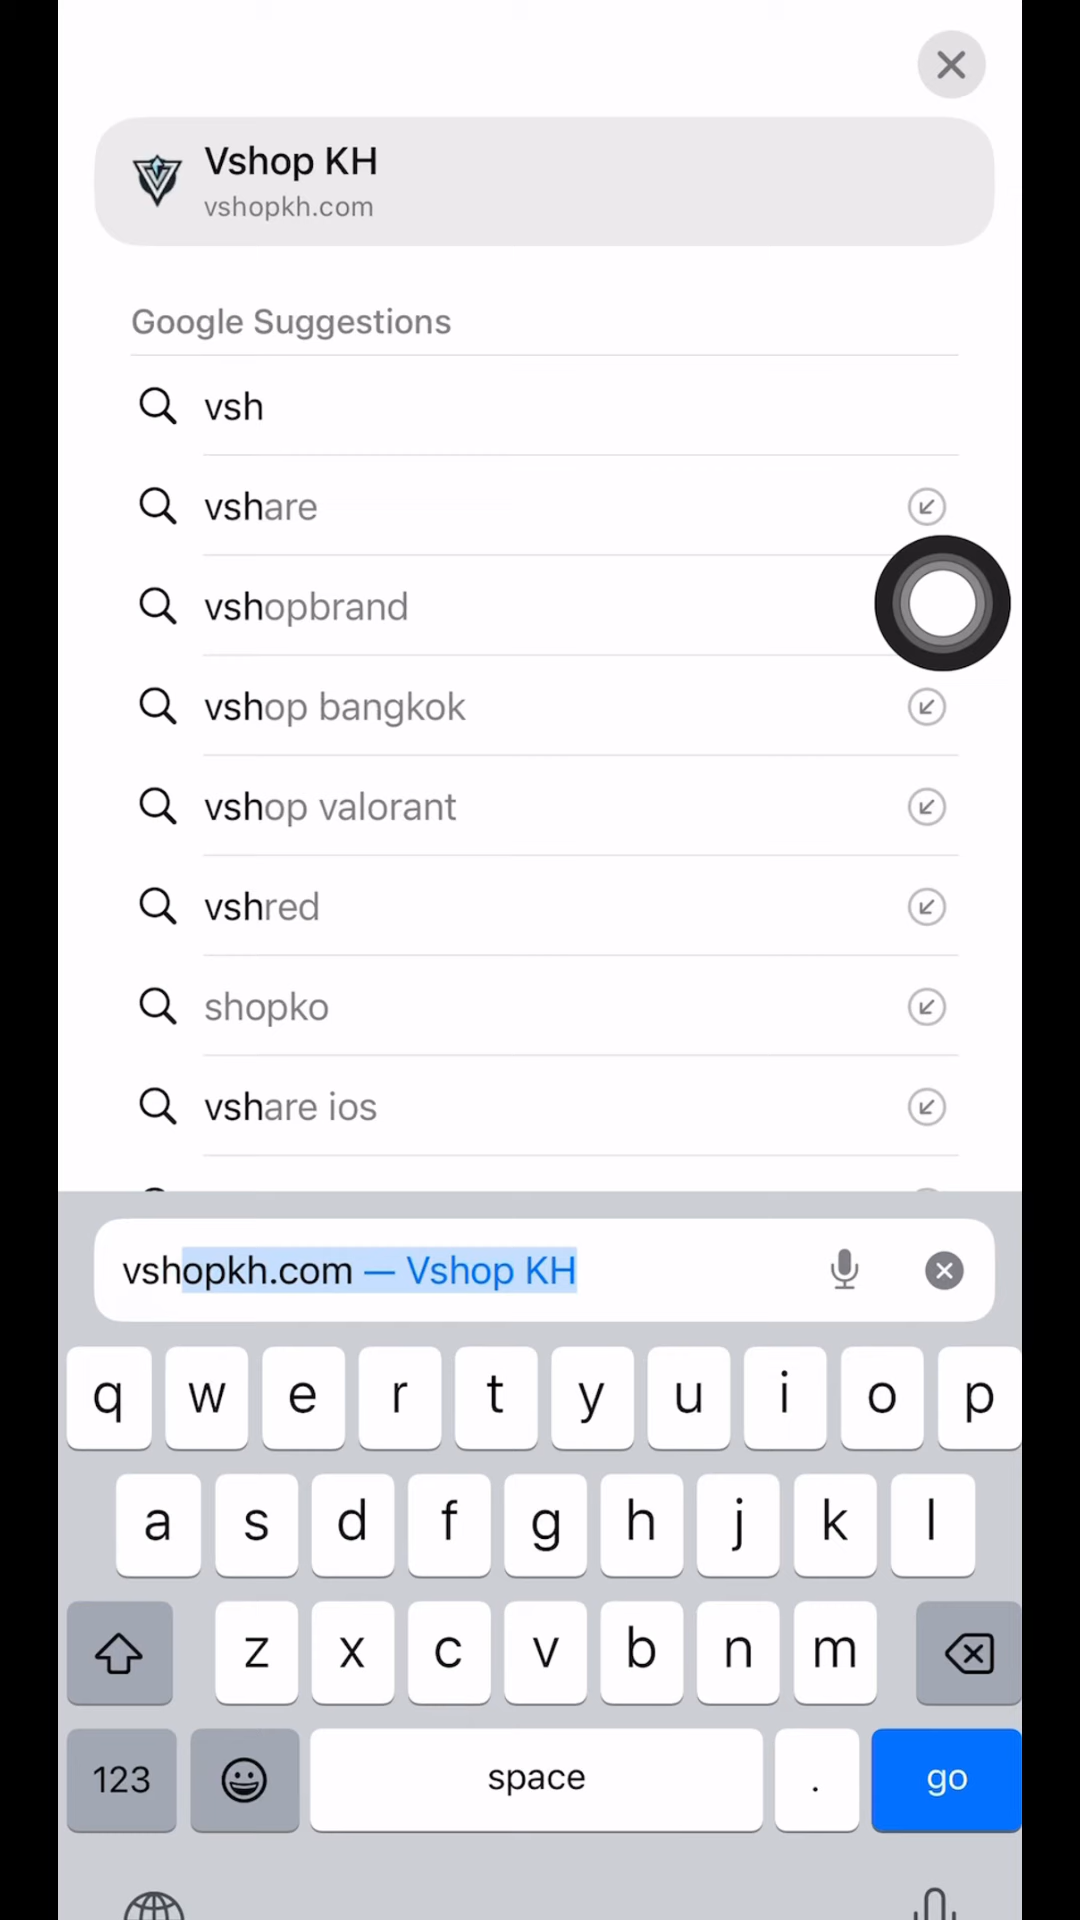 Vshop KH
vshopkh.com
Google Suggestions
vsh
vshare
vshopbrand
vshop bangkok
vshop valorant
vshred
shopko
vshare ios
vshopkh.com — Vshop KH
q w e r t y u i o p
a s d f g h j k l
z x c v b n m
123 space . go